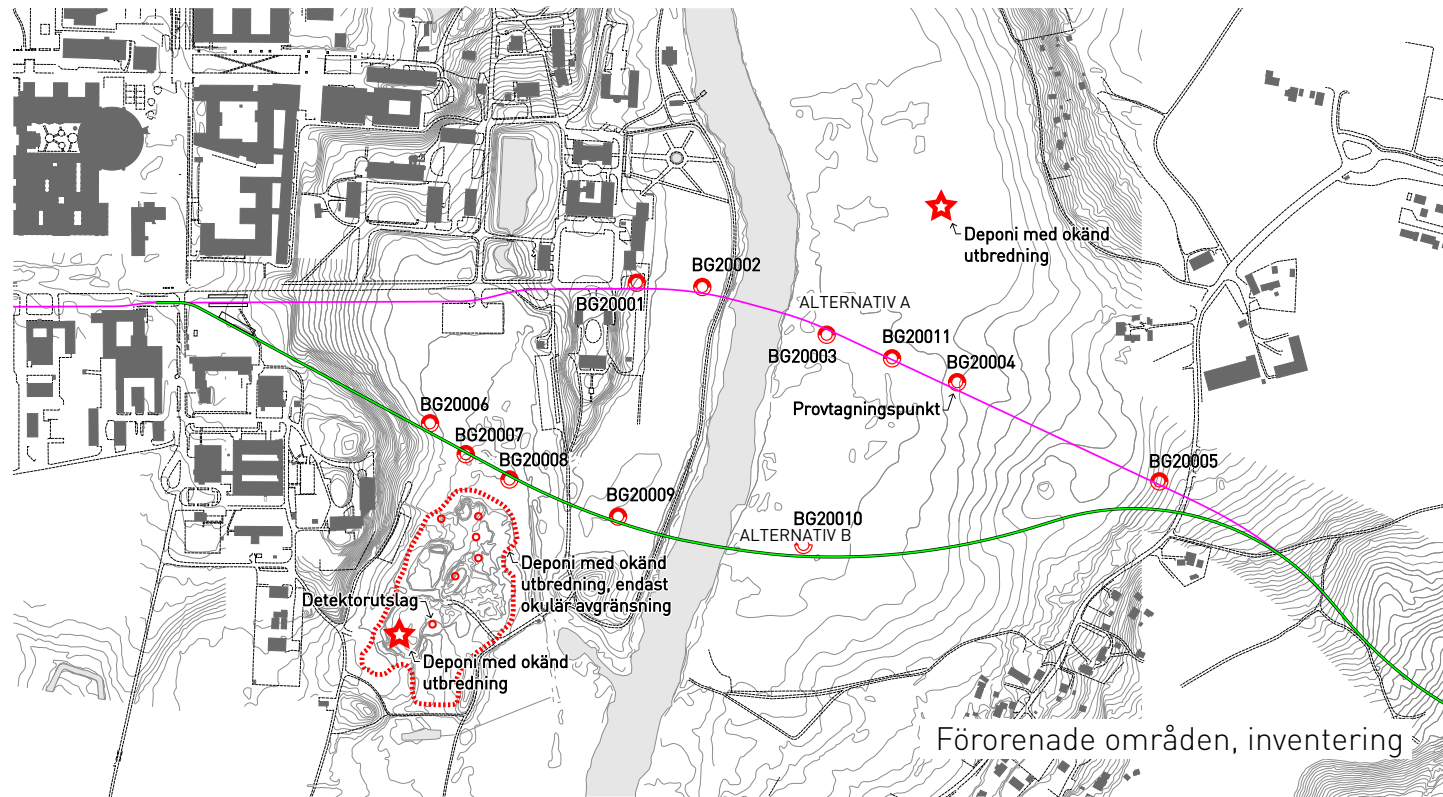 Deponi med okänd
utbredning
BG20002
BG20001
ALTERNATIV A
BG20011
BG20003
BG20004
Provtagningspunkt
BG20006
BG20007
BG20008
BG20005
BG20009
BG20010
ALTERNATIV B
Deponi med okänd
utbredning, endast
okulär avgränsning
Detektorutslag
Deponi med okänd
utbredning
Förorenade områden, inventering